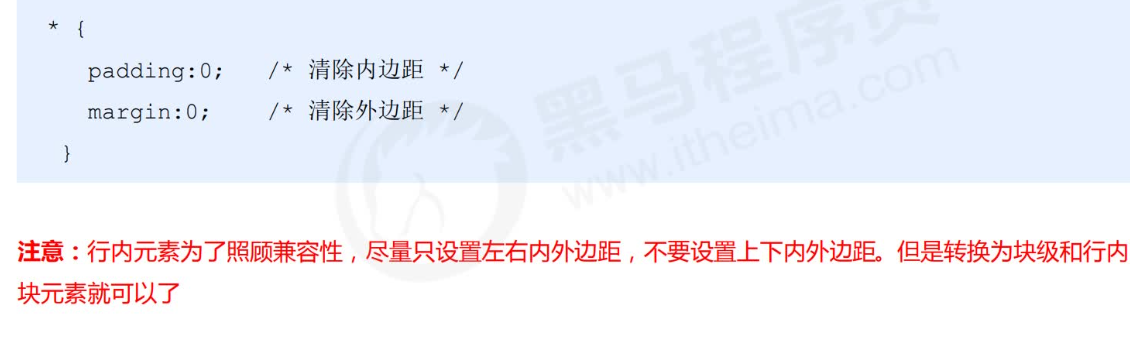 * {
padding:0; /* 清除内边距 */
margin:0; /* 清除外边距 */
}
黑马程序员
www.itheima.com
注意：行内元素为了照顾兼容性，尽量只设置左右内外边距，不要设置上下内外边距。但是转换为块级和行内
块元素就可以了